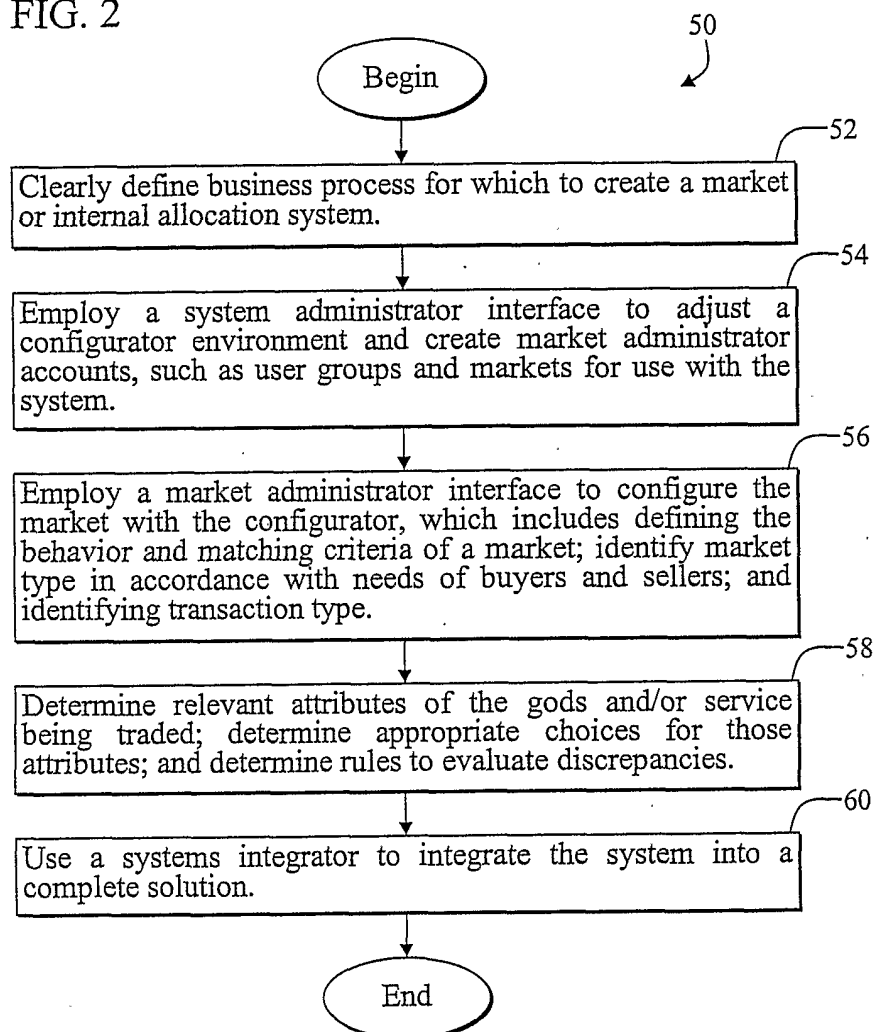 FIG. 2
50
Begin
52
Clearly define business process for which to create a market
or internal allocation system.
54
Employ a system administrator interface to adjust a
configurator environment and create market administrator
accounts, such as user groups and markets for use with the
system.
56
Employ a market administrator interface to configure the
market with the configurator, which includes defining the
behavior and matching criteria of a market; identify market
type in accordance with needs of buyers and sellers; and
identifying transaction type.
58
Determine relevant attributes of the gods and/or service
being traded; determine appropriate choices for those
attributes; and determine rules to evaluate discrepancies.
60
Use a systems integrator to integrate the system into a
complete solution.
End